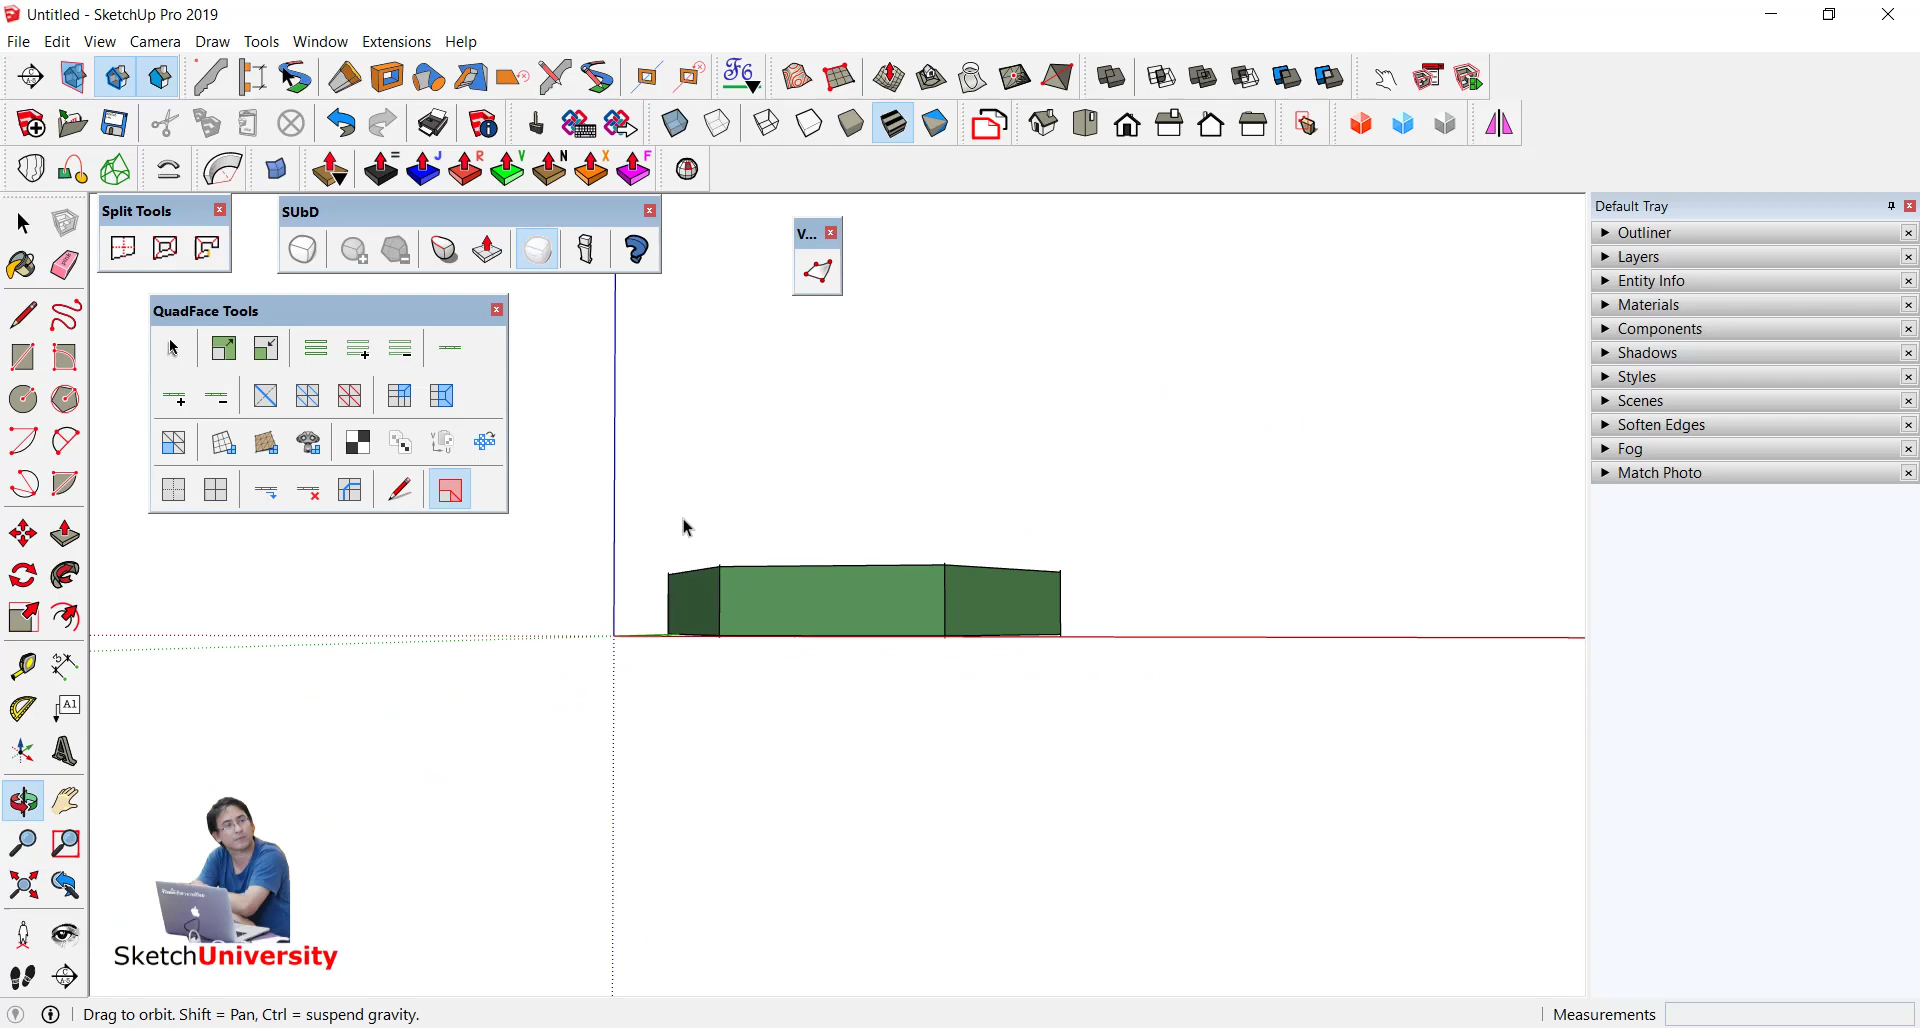 Untitled - SketchUp Pro 2019
File Edit View Camera Draw Tools Window Extensions Help
F6
= J R V N X F
Split Tools
SUbD
V...
QuadFace Tools
Default Tray
Outliner
Layers
Entity Info
Materials
Components
Shadows
Styles
Scenes
Soften Edges
Fog
Match Photo
A1
SketchUniversity
Drag to orbit. Shift = Pan, Ctrl = suspend gravity.
Measurements